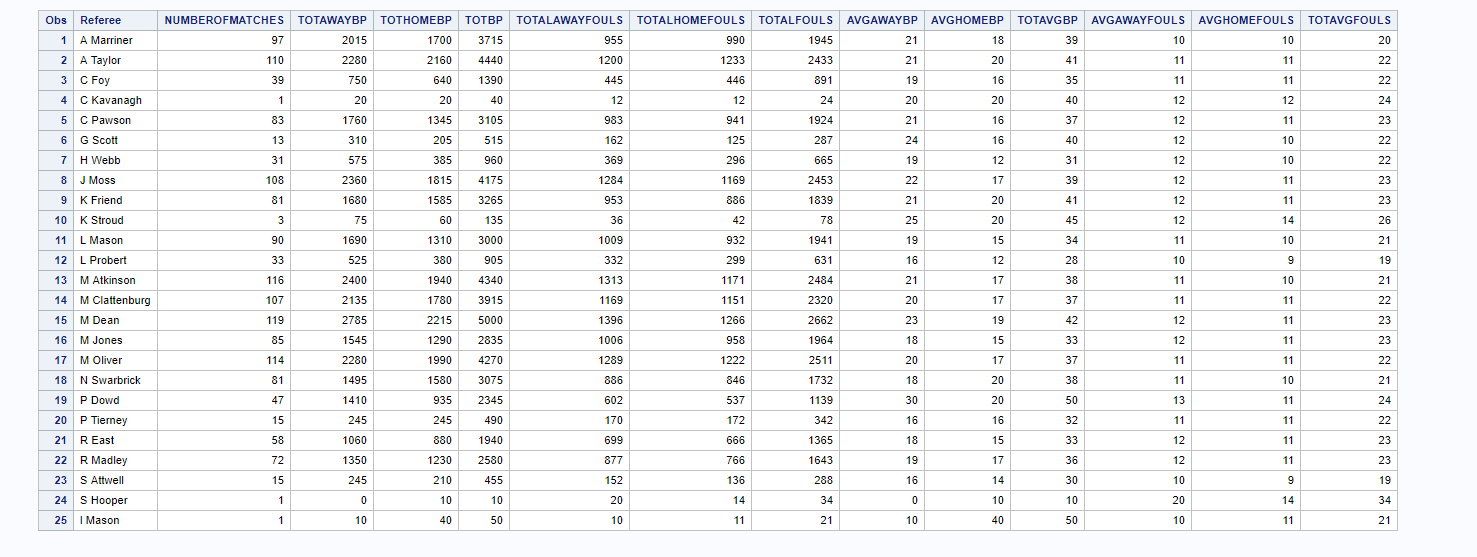 Obs Referee NUMBEROFMATCHES TOTAWAYBP TOTHOMEBP TOTBP TOTALAWAYFOULS TOTALHOMEFOULS TOTALFOULS AVGAWAYBP AVGHOMEBP TOTAVGBP AVGAWAYFOULS AVGHOMEFOULS TOTAVGFOULS
1 A Marriner 97 2015 1700 3715 955 990 1945 21 18 39 10 10 20
2 A Taylor 110 2280 2160 4440 1200 1233 2433 21 20 41 11 11 22
3 C Foy 39 750 640 1390 445 446 891 19 16 35 11 11 22
4 C Kavanagh 1 20 20 40 12 12 24 20 20 40 12 12 24
5 C Pawson 83 1760 1345 3105 983 941 1924 21 16 37 12 11 23
6 G Scott 13 310 205 515 162 125 287 24 16 40 12 10 22
7 H Webb 31 575 385 960 369 296 665 19 12 31 12 10 22
8 J Moss 108 2360 1815 4175 1284 1169 2453 22 17 39 12 11 23
9 K Friend 81 1680 1585 3265 953 886 1839 21 20 41 12 11 23
10 K Stroud 3 75 60 135 36 42 78 25 20 45 12 14 26
11 L Mason 90 1690 1310 3000 1009 932 1941 19 15 34 11 10 21
12 L Probert 33 525 380 905 332 299 631 16 12 28 10 9 19
13 M Atkinson 116 2400 1940 4340 1313 1171 2484 21 17 38 11 10 21
14 M Clattenburg 107 2135 1780 3915 1169 1151 2320 20 17 37 11 11 22
15 M Dean 119 2785 2215 5000 1396 1266 2662 23 19 42 12 11 23
16 M Jones 85 1545 1290 2835 1006 958 1964 18 15 33 12 11 23
17 M Oliver 114 2280 1990 4270 1289 1222 2511 20 17 37 11 11 22
18 N Swarbrick 81 1495 1580 3075 886 846 1732 18 20 38 11 10 21
19 P Dowd 47 1410 935 2345 602 537 1139 30 20 50 13 11 24
20 P Tierney 15 245 245 490 170 172 342 16 16 32 11 11 22
21 R East 58 1060 880 1940 699 666 1365 18 15 33 12 11 23
22 R Madley 72 1350 1230 2580 877 766 1643 19 17 36 12 11 23
23 S Attwell 15 245 210 455 152 136 288 16 14 30 10 9 19
24 S Hooper 1 0 10 10 20 14 34 0 10 10 20 14 34
25 l Mason 1 10 40 50 10 11 21 10 40 50 10 11 21